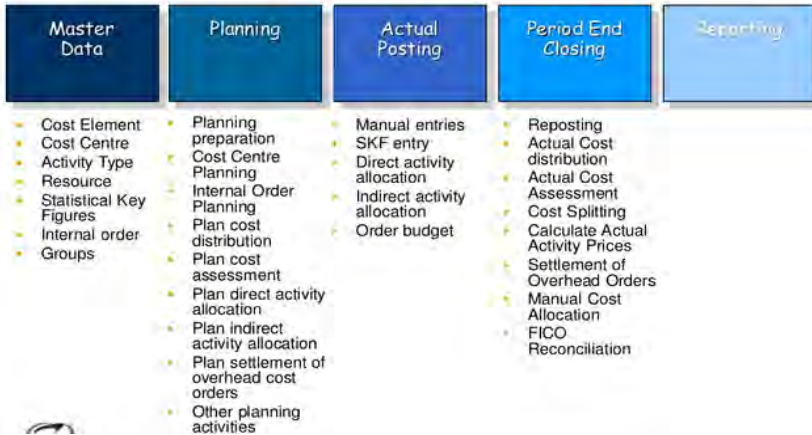 Master
Data
Planning
Actual
Posting
Period End
Closing
Reporting
Cost Element
Cost Centre
Activity Type
Resource
Statistical Key
Figures
Internal order
Groups
Planning
preparation
Cost Centre
Planning
Internal Order
Planning
Plan cost
distribution
Plan cost
assessment
Plan direct activity
allocation
Plan indirect
activity allocation
Plan settlement of
overhead cost
orders
Other planning
activities
Manual entries
SKF entry
Direct activity
allocation
Indirect activity
allocation
Order budget
Reposting
Actual Cost
distribution
Actual Cost
Assessment
Cost Splitting
Calculate Actual
Activity Prices
Settlement of
Overhead Orders
Manual Cost
Allocation
FICO
Reconciliation